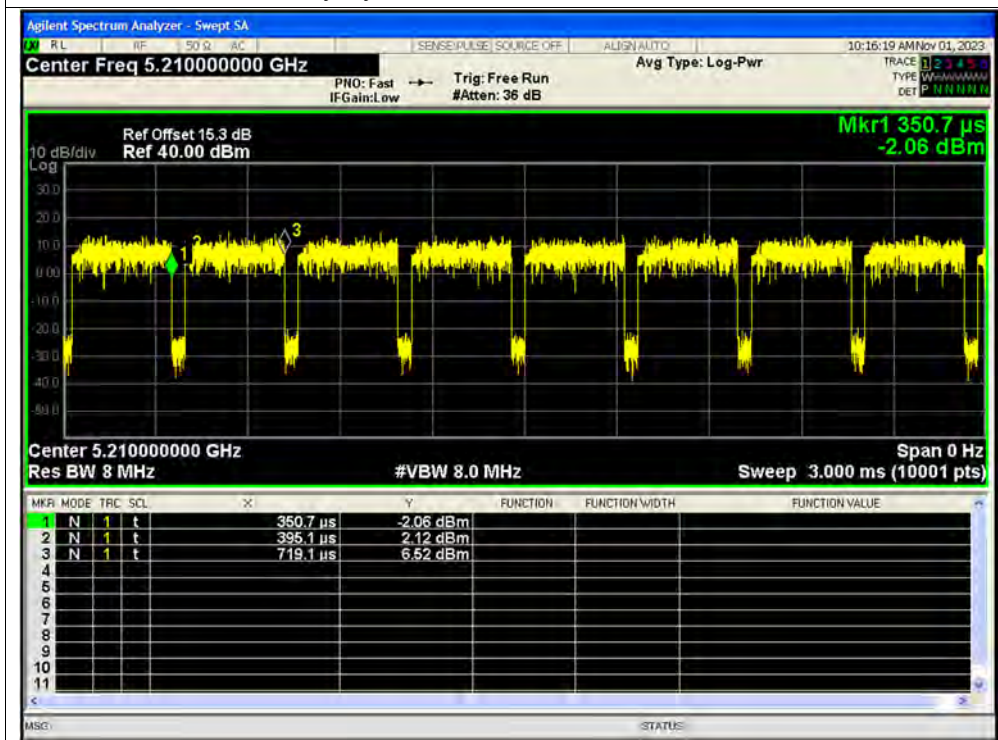 Agilent Spectrum Analyzer - Swept SA
RL RF 50 Ω AC SENSE:PULSE SOURCE OFF ALIGN AUTO 10:16:19 AM Nov 01, 2023
Center Freq 5.210000000 GHz Avg Type: Log-Pwr TRACE 1 2 3 4 5 6
PNO: Fast Trig: Free Run TYPE
IFGain:Low #Atten: 36 dB DET P N N N N N
Mkr1 350.7 µs
Ref Offset 15.3 dB
10 dB/div Ref 40.00 dBm -2.06 dBm
Log
30.0
20.0
10.0
0.00
-10.0
-20.0
-30.0
-40.0
-50.0
1 2 3
Center 5.210000000 GHz Span 0 Hz
Res BW 8 MHz #VBW 8.0 MHz Sweep 3.000 ms (10001 pts)
MKR MODE TRC SCL X Y FUNCTION FUNCTION WIDTH FUNCTION VALUE
1 N 1 t 350.7 µs -2.06 dBm
2 N 1 t 395.1 µs 2.12 dBm
3 N 1 t 719.1 µs 6.52 dBm
4
5
6
7
8
9
10
11
MSG STATUS